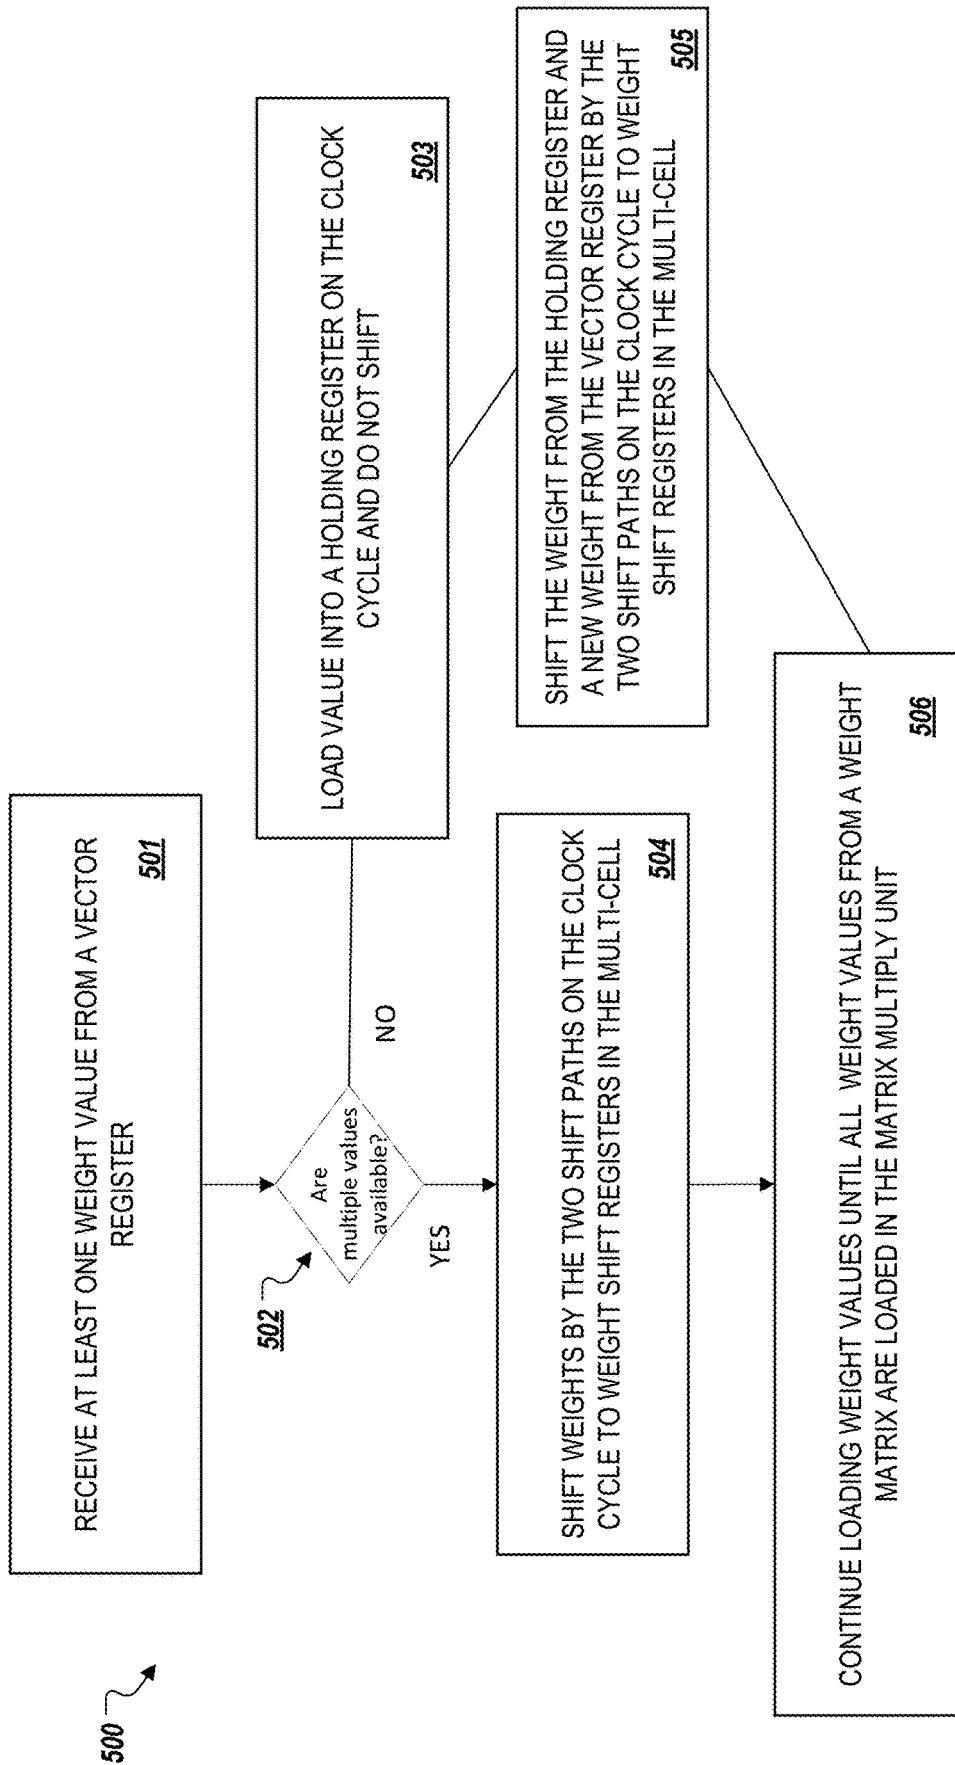 500
RECEIVE AT LEAST ONE WEIGHT VALUE FROM A VECTOR
REGISTER
501
502
Are
multiple values
available?
NO
YES
LOAD VALUE INTO A HOLDING REGISTER ON THE CLOCK
CYCLE AND DO NOT SHIFT
503
SHIFT WEIGHTS BY THE TWO SHIFT PATHS ON THE CLOCK
CYCLE TO WEIGHT SHIFT REGISTERS IN THE MULTI-CELL
504
SHIFT THE WEIGHT FROM THE HOLDING REGISTER AND
A NEW WEIGHT FROM THE VECTOR REGISTER BY THE
TWO SHIFT PATHS ON THE CLOCK CYCLE TO WEIGHT
SHIFT REGISTERS IN THE MULTI-CELL
505
CONTINUE LOADING WEIGHT VALUES UNTIL ALL WEIGHT VALUES FROM A WEIGHT
MATRIX ARE LOADED IN THE MATRIX MULTIPLY UNIT
506